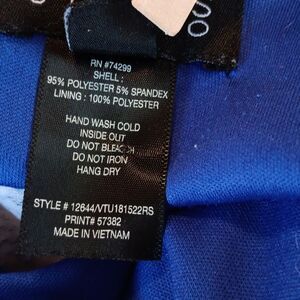 RN #74299
SHELL :
95% POLYESTER 5% SPANDEX
LINING : 100% POLYESTER
HAND WASH COLD
INSIDE OUT
DO NOT BLEACH
DO NOT IRON
HANG DRY
STYLE # 12644/VTU181522RS
PRINT# 57382
MADE IN VIETNAM